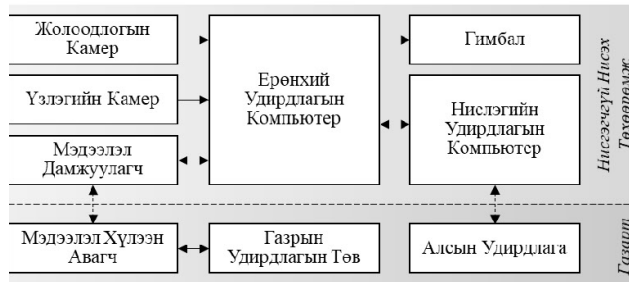 Жолоодлогын
Камер
Үзлэгийн Камер
Мэдээлэл
Дамжуулагч
Ерөнхий
Удирдлагын
Компьютер
Гимбал
Нислэгийн
Удирдлагын
Компьютер
Нисгэгчгүй Нисэх
Төхөөрөмж
Мэдээлэл Хүлээн
Авагч
Газрын
Удирдлагын Төв
Алсын Удирдлага
Газарт